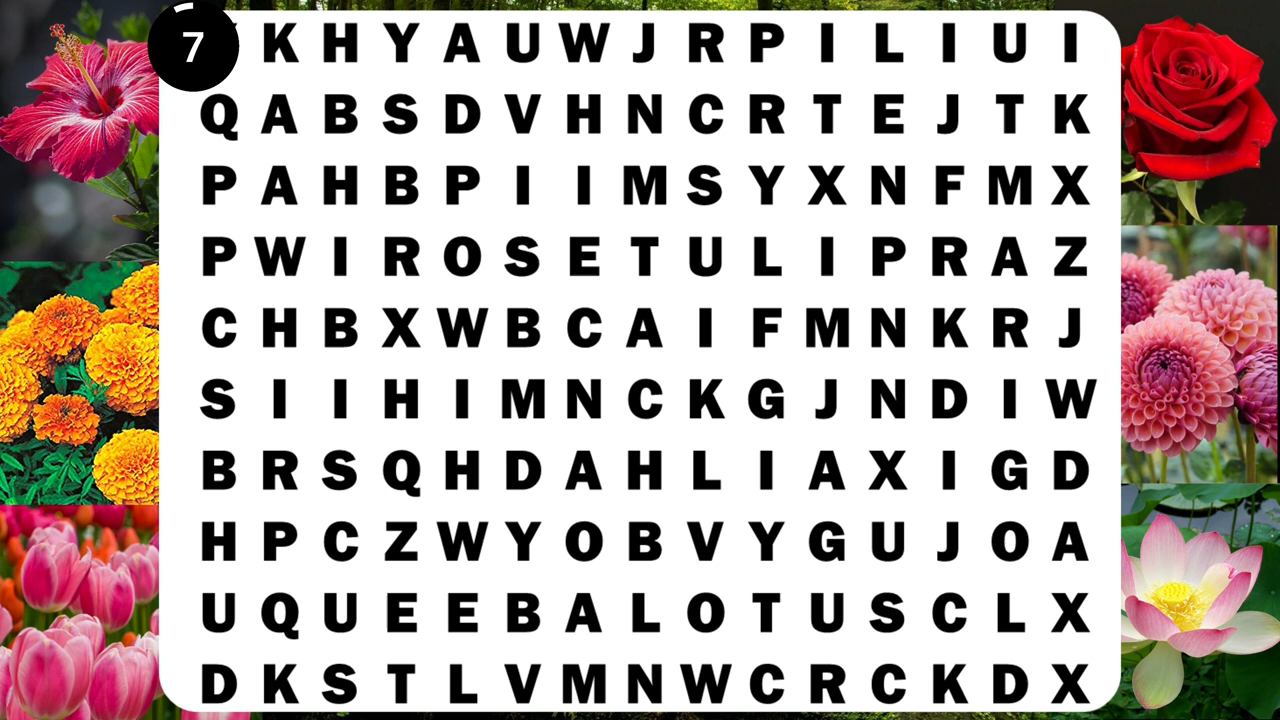 7 K H Y A U W J R P I L I U I
Q A B S D V H N C R T E J T K
P A H B P I I M S Y X N F M X
P W I R O S E T U L I P R A Z
C H B X W B C A I F M N K R J
S I I H I M N C K G J N D I W
B R S Q H D A H L I A X I G D
H P C Z W Y O B V Y G U J O A
U Q U E E B A L O T U S C L X
D K S T L V M N W C R C K D X